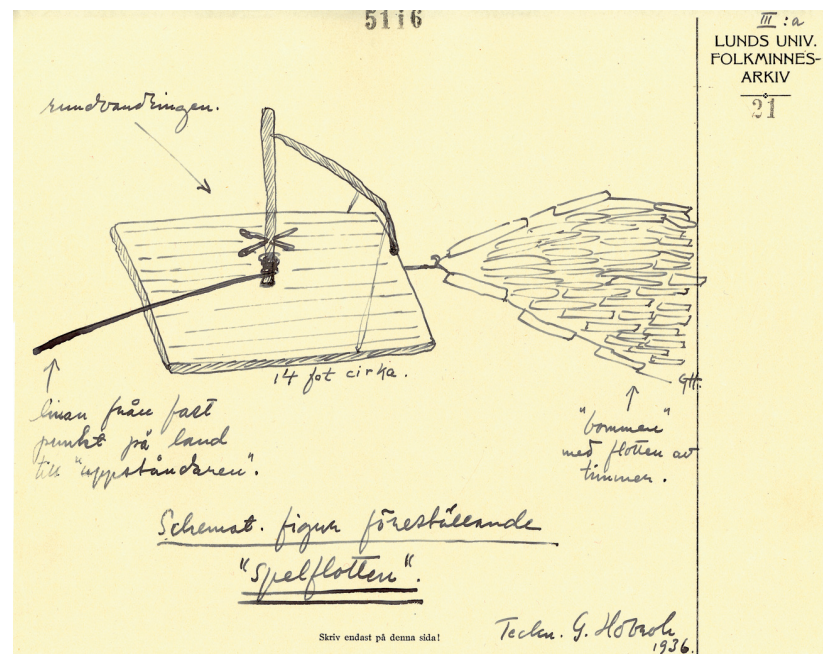 5116
III :a
LUNDS UNIV.
FOLKMINNES-
ARKIV
21
rundvandringen.
14 fot cirka.
GH.
linan från fast
punkt på land
till "uppståndaren".
"bommen"
med flotten av
timmer.
Schemat. figur föreställande
"Spelflotten".
Skriv endast på denna sida!
Teckn. G.
1936.